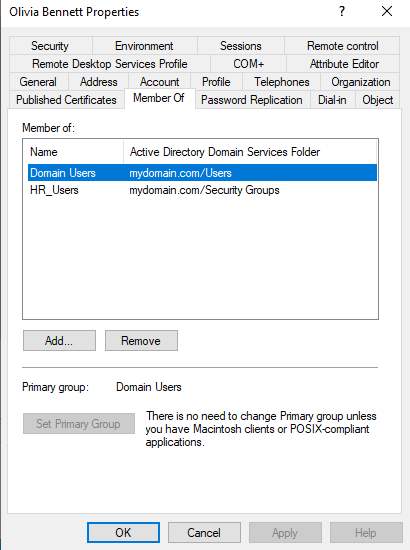 Olivia Bennett Properties
?
Security Environment Sessions Remote control
Remote Desktop Services Profile COM+ Attribute Editor
General Address Account Profile Telephones Organization
Published Certificates Member Of Password Replication Dial-in Object
Member of:
Name Active Directory Domain Services Folder
Domain Users mydomain.com/Users
HR_Users mydomain.com/Security Groups
Add... Remove
Primary group: Domain Users
Set Primary Group
There is no need to change Primary group unless
you have Macintosh clients or POSIX-compliant
applications.
OK Cancel Apply Help